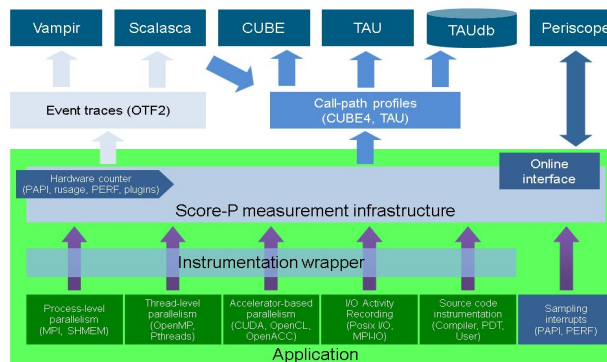 Vampir
Scalasca
CUBE
TAU
TAUdb
Periscope
Event traces (OTF2)
Call-path profiles
(CUBE4, TAU)
Hardware counter
(PAPI, rusage, PERF, plugins)
Online
interface
Score-P measurement infrastructure
Instrumentation wrapper
Process-level
parallelism
(MPI, SHMEM)
Thread-level
parallelism
(OpenMP,
Pthreads)
Accelerator-based
parallelism
(CUDA, OpenCL,
OpenACC)
I/O Activity
Recording
(Posix I/O,
MPI-IO)
Source code
instrumentation
(Compiler, PDT,
User)
Sampling
interrupts
(PAPI, PERF)
Application